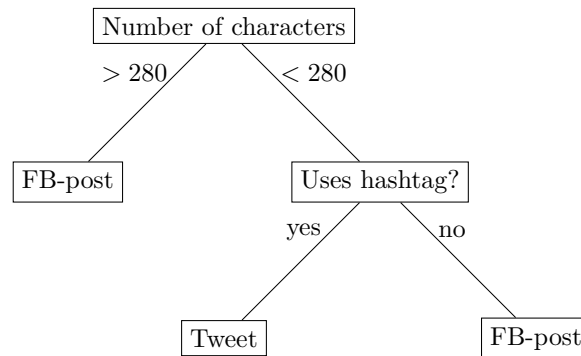 Number of characters
> 280
< 280
FB-post
Uses hashtag?
yes
no
Tweet
FB-post